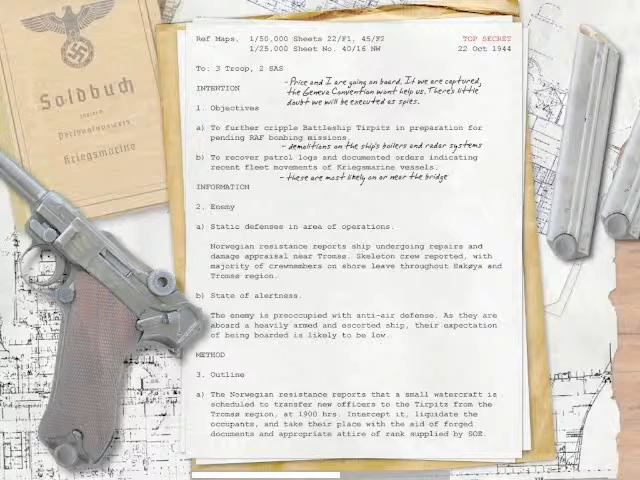 Soldbuch
zugleich
Personalausweis
Kriegsmarine
Ref Maps. 1/50,000 Sheets 22/F1, 45/F2 TOP SECRET
1/25,000 Sheet No. 40/16 NW 22 Oct 1944
To: 3 Troop, 2 SAS
- Price and I are going on board. If we are captured,
INTENTION
the Geneva Convention wont help us. There's little
doubt we will be executed as spies.
1. Objectives
a) To further cripple Battleship Tirpitz in preparation for
pending RAF bombing missions.
- demolitions on the ship's boilers and radar systems
b) To recover patrol logs and documented orders indicating
recent fleet movements of Kriegsmarine vessels.
- these are most likely on or near the bridge
INFORMATION
2. Enemy
a) Static defenses in area of operations.
Norwegian resistance reports ship undergoing repairs and
damage appraisal near Tromsø. Skeleton crew reported, with
majority of crewmembers on shore leave throughout Hakøya and
Tromsø region.
b) State of alertness.
The enemy is preoccupied with anti-air defense. As they are
aboard a heavily armed and escorted ship, their expectation
of being boarded is likely to be low.
METHOD
3. Outline
a) The Norwegian resistance reports that a small watercraft is
scheduled to transfer new officers to the Tirpitz from the
Tromsø region, at 1900 hrs. Intercept it, liquidate the
occupants, and take their place with the aid of forged
documents and appropriate attire of rank supplied by SOE.